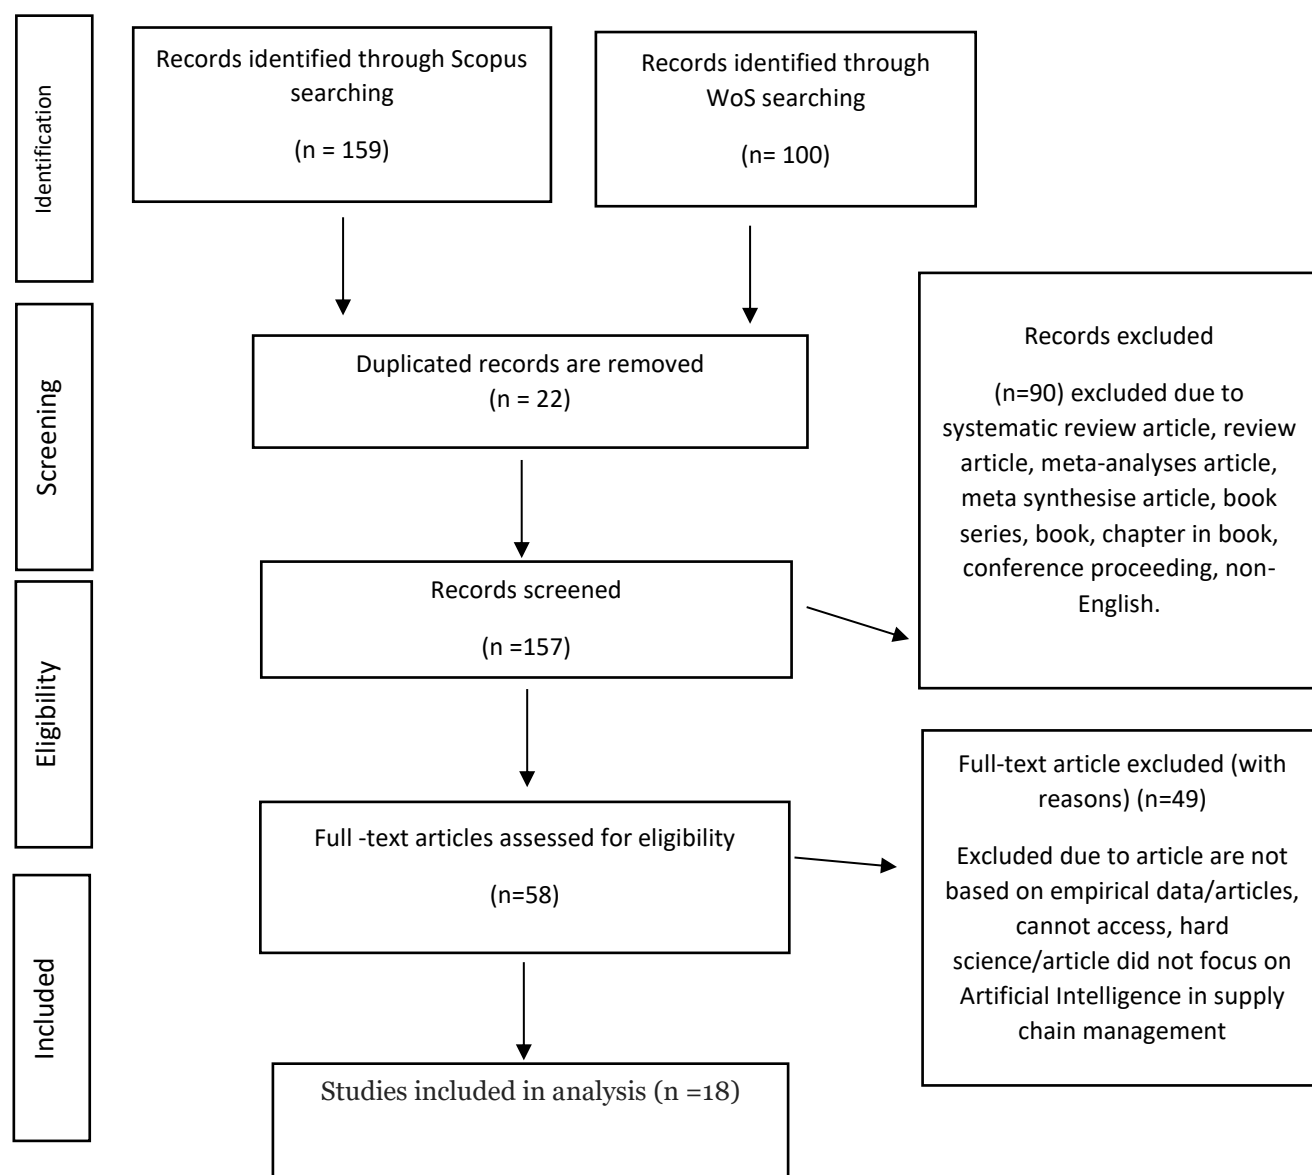 Identification
Records identified through Scopus
searching
(n = 159)
Records identified through
WoS searching
(n= 100)
Screening
Duplicated records are removed
(n = 22)
Records excluded
(n=90) excluded due to
systematic review article, review
article, meta-analyses article,
meta synthesise article, book
series, book, chapter in book,
conference proceeding, non-
English.
Records screened
(n =157)
Eligibility
Full -text articles assessed for eligibility
(n=58)
Full-text article excluded (with
reasons) (n=49)
Excluded due to article are not
based on empirical data/articles,
cannot access, hard
science/article did not focus on
Artificial Intelligence in supply
chain management
Included
Studies included in analysis (n =18)